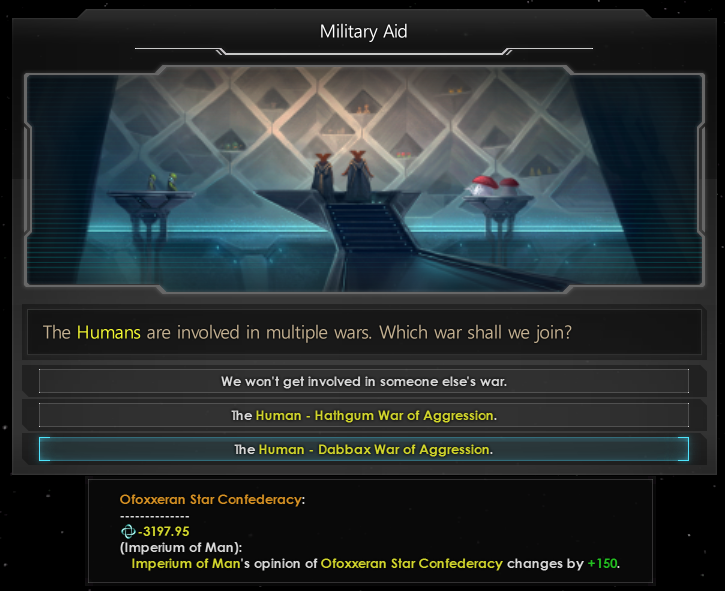 Military Aid
The Humans are involved in multiple wars. Which war shall we join?
We won't get involved in someone else's war.
The Human - Hathgum War of Aggression.
The Human - Dabbax War of Aggression.
Ofoxxeran Star Confederacy:
--------------
-3197.95
(Imperium of Man):
Imperium of Man's opinion of Ofoxxeran Star Confederacy changes by +150.